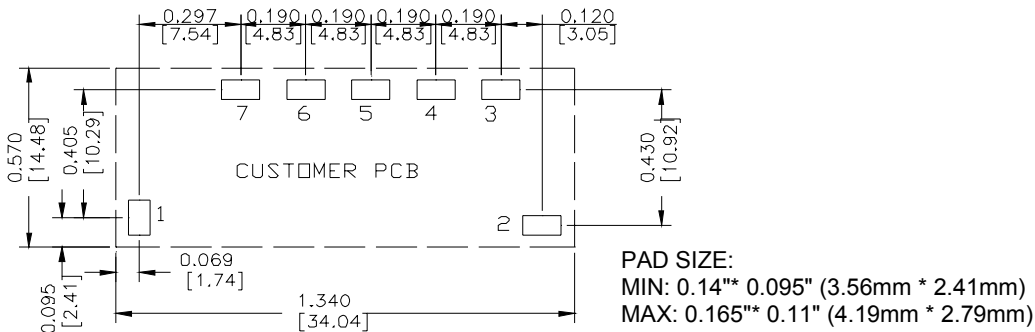 0.297 0.190 0.190 0.190 0.190 0.120
[7.54] [4.83] [4.83] [4.83] [4.83] [3.05]
7 6 5 4 3
0.570
[14.48]
0.405
[10.29]
0.430
[10.92]
CUSTOMER PCB
1
2
0.069
[1.74]
0.095
[2.41]
1.340
[34.04]
PAD SIZE:
MIN: 0.14"* 0.095" (3.56mm * 2.41mm)
MAX: 0.165"* 0.11" (4.19mm * 2.79mm)